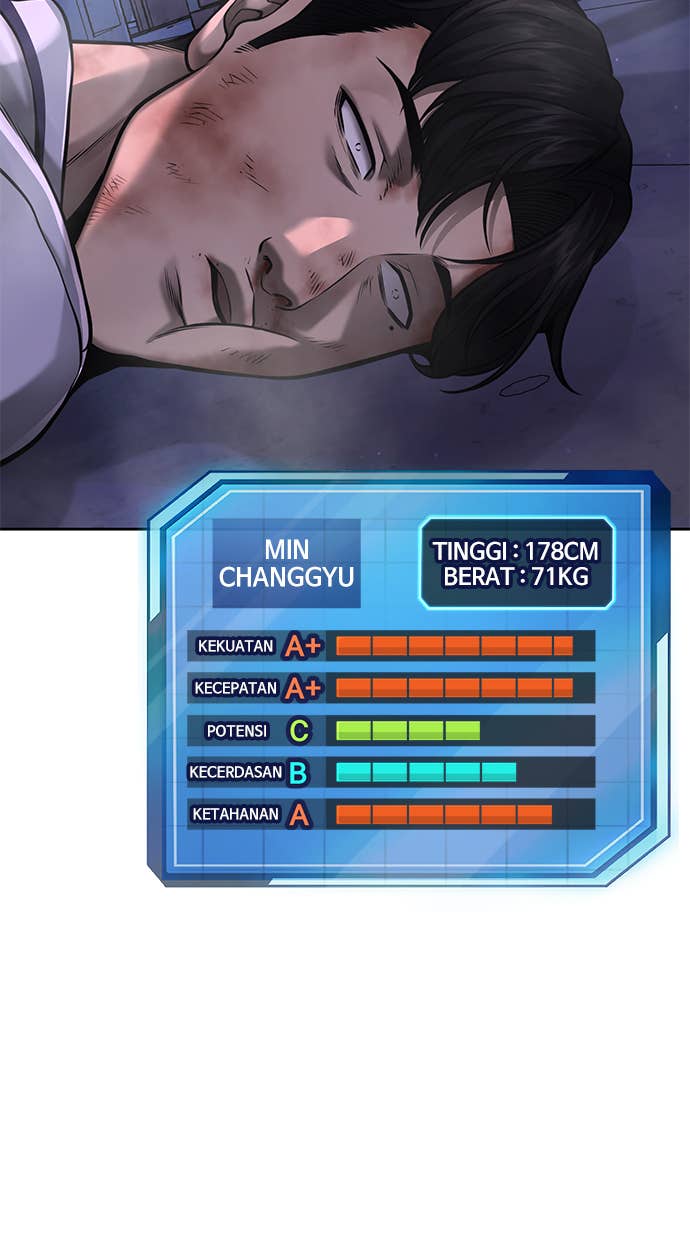 MIN
CHANGGYU
TINGGI : 178CM
BERAT : 71KG
KEKUATAN A+
KECEPATAN A+
POTENSI C
KECERDASAN B
KETAHANAN A